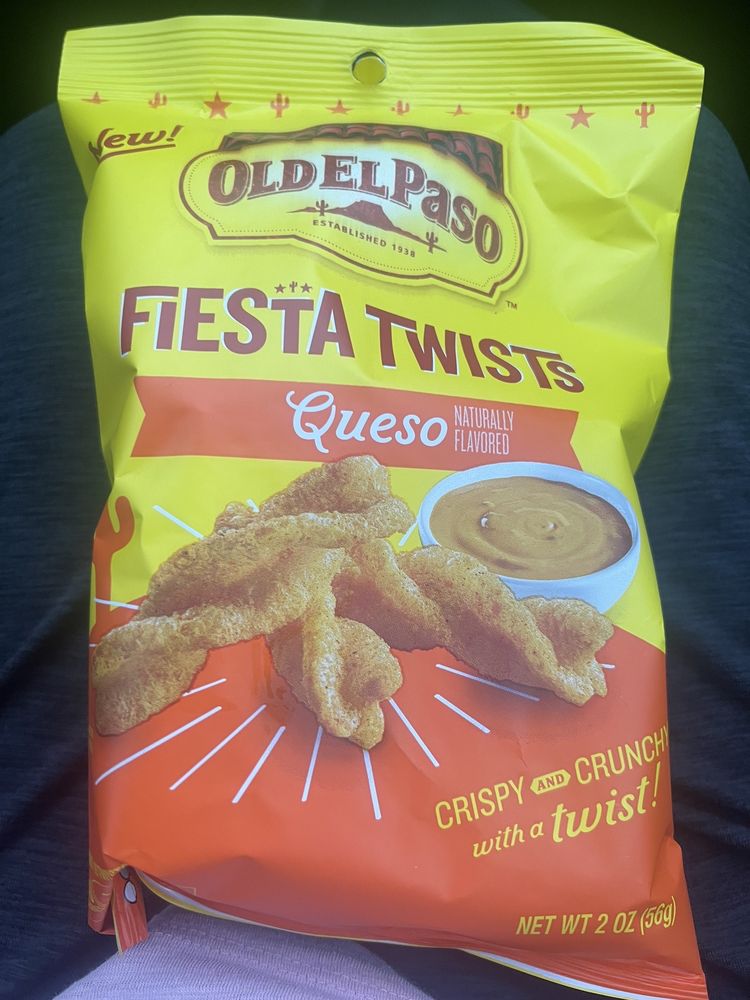 New!
OLD EL PASO
ESTABLISHED 1938
TM
FIESTA TWISTS
Queso NATURALLY
FLAVORED
CRISPY AND CRUNCHY
with a twist!
NET WT 2 OZ (56g)